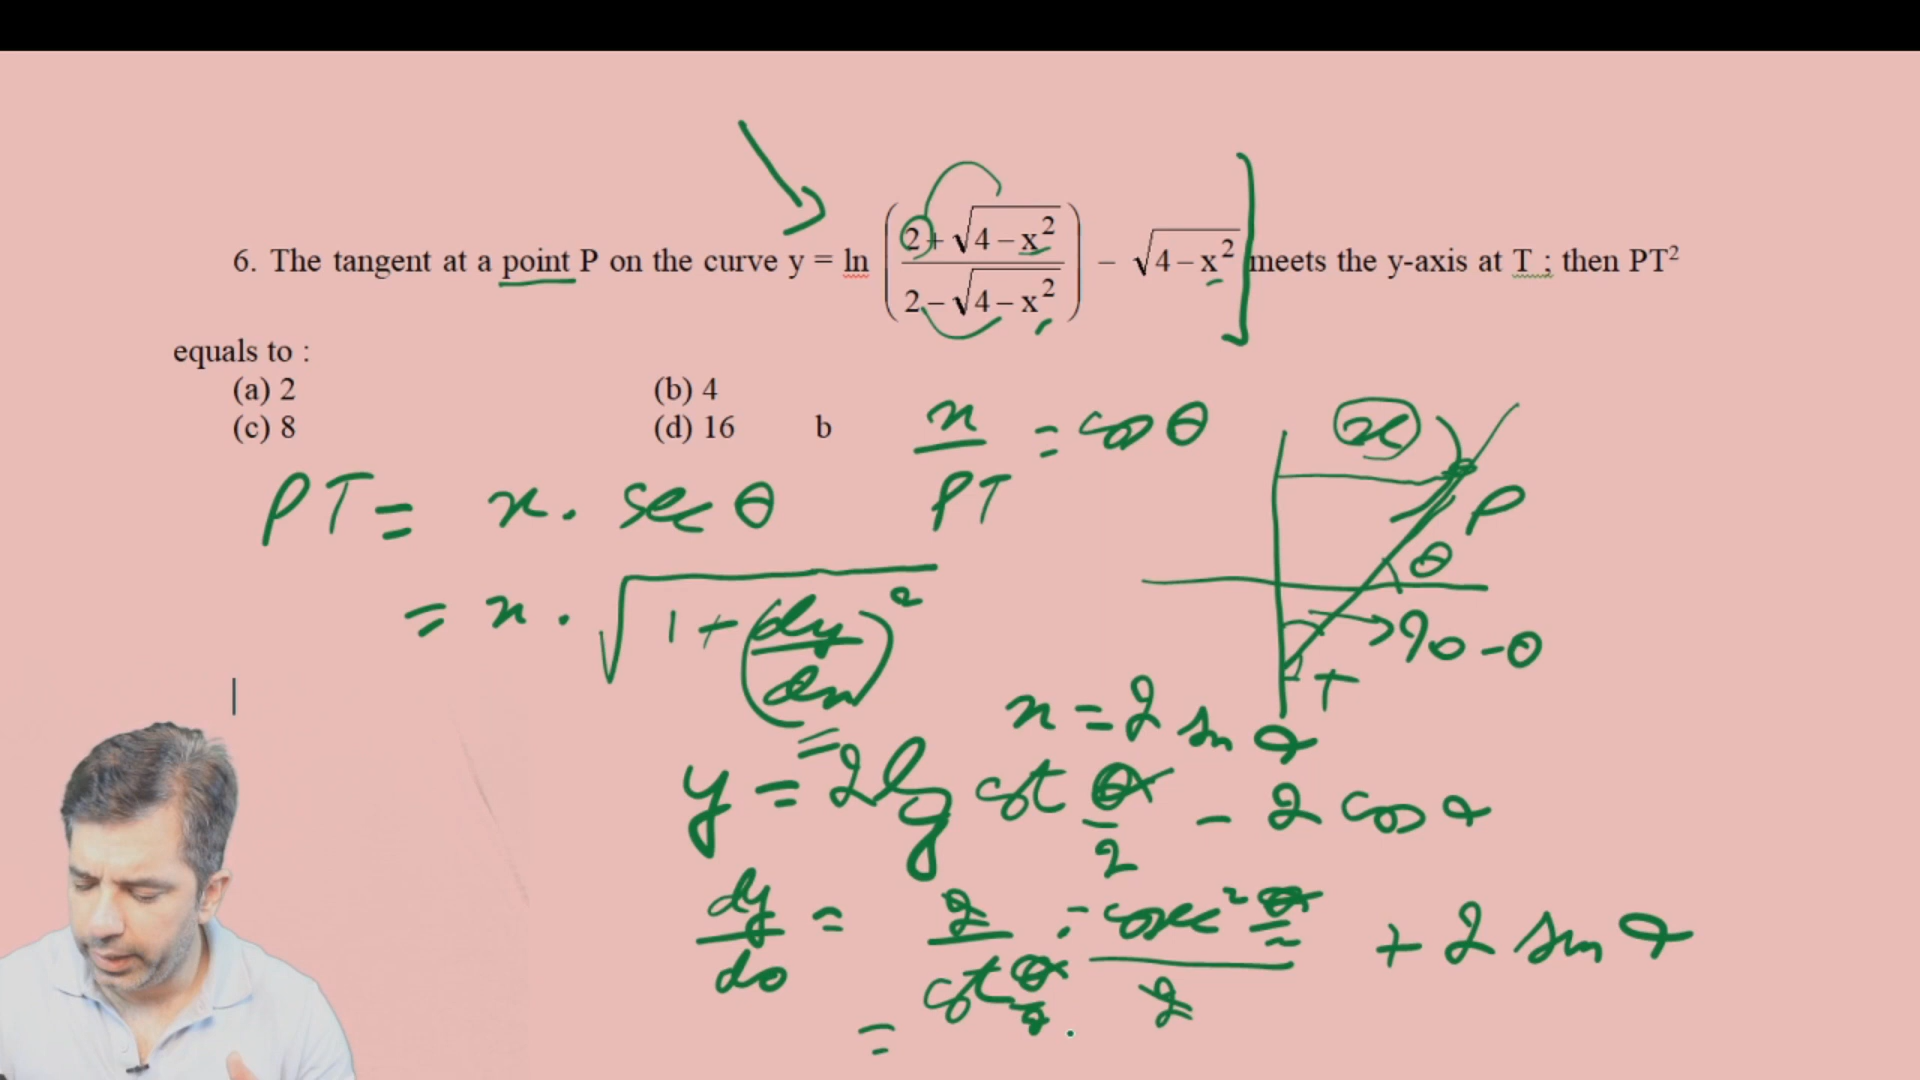 6. The tangent at a point P on the curve y = ln ((2+√(4−x²))/(2−√(4−x²))) − √(4−x²) meets the y-axis at T ; then PT²
equals to :
(a) 2 (b) 4
(c) 8 (d) 16 b
x/PT = cos θ
PT = x. sec θ
= x. √(1+(dy/dx)²)
x
P
θ
90-θ
T
x = 2 sin α
y = 2 log cot α/2 - 2 cos α
dy/dθ = 2/(cot α/2) . -cosec² α/2 / 2 + 2 sin α
=